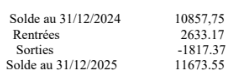 Solde au 31/12/2024 10857,75
Rentrées 2633.17
Sorties -1817.37
Solde au 31/12/2025 11673.55